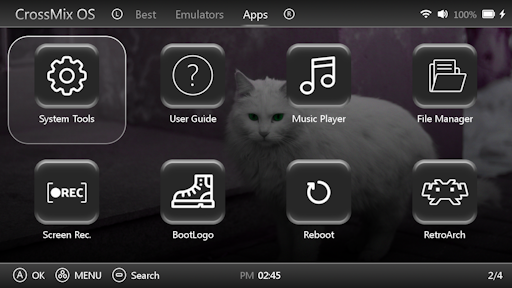 CrossMix OS L Best Emulators Apps R 100%
System Tools User Guide Music Player File Manager
REC
Screen Rec. BootLogo Reboot RetroArch
A OK MENU Search PM 02:45 2/4